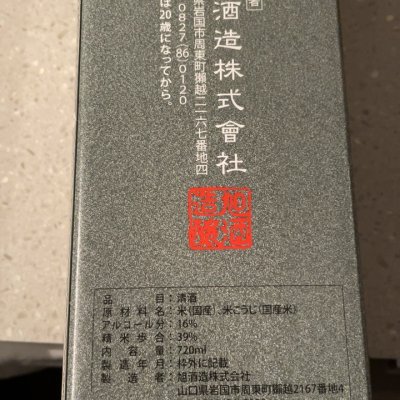 者
酒造株式會社
県岩国市周東町獺越二一六七番地四
0827(86)0120
は20歳になってから。
品目：清酒
原材料名：米(国産)、米こうじ(国産米)
アルコール分：16%
精米歩合：39%
内容量：720ml
製造年月：枠外に記載
製造者：旭酒造株式会社
山口県岩国市周東町獺越2167番地4